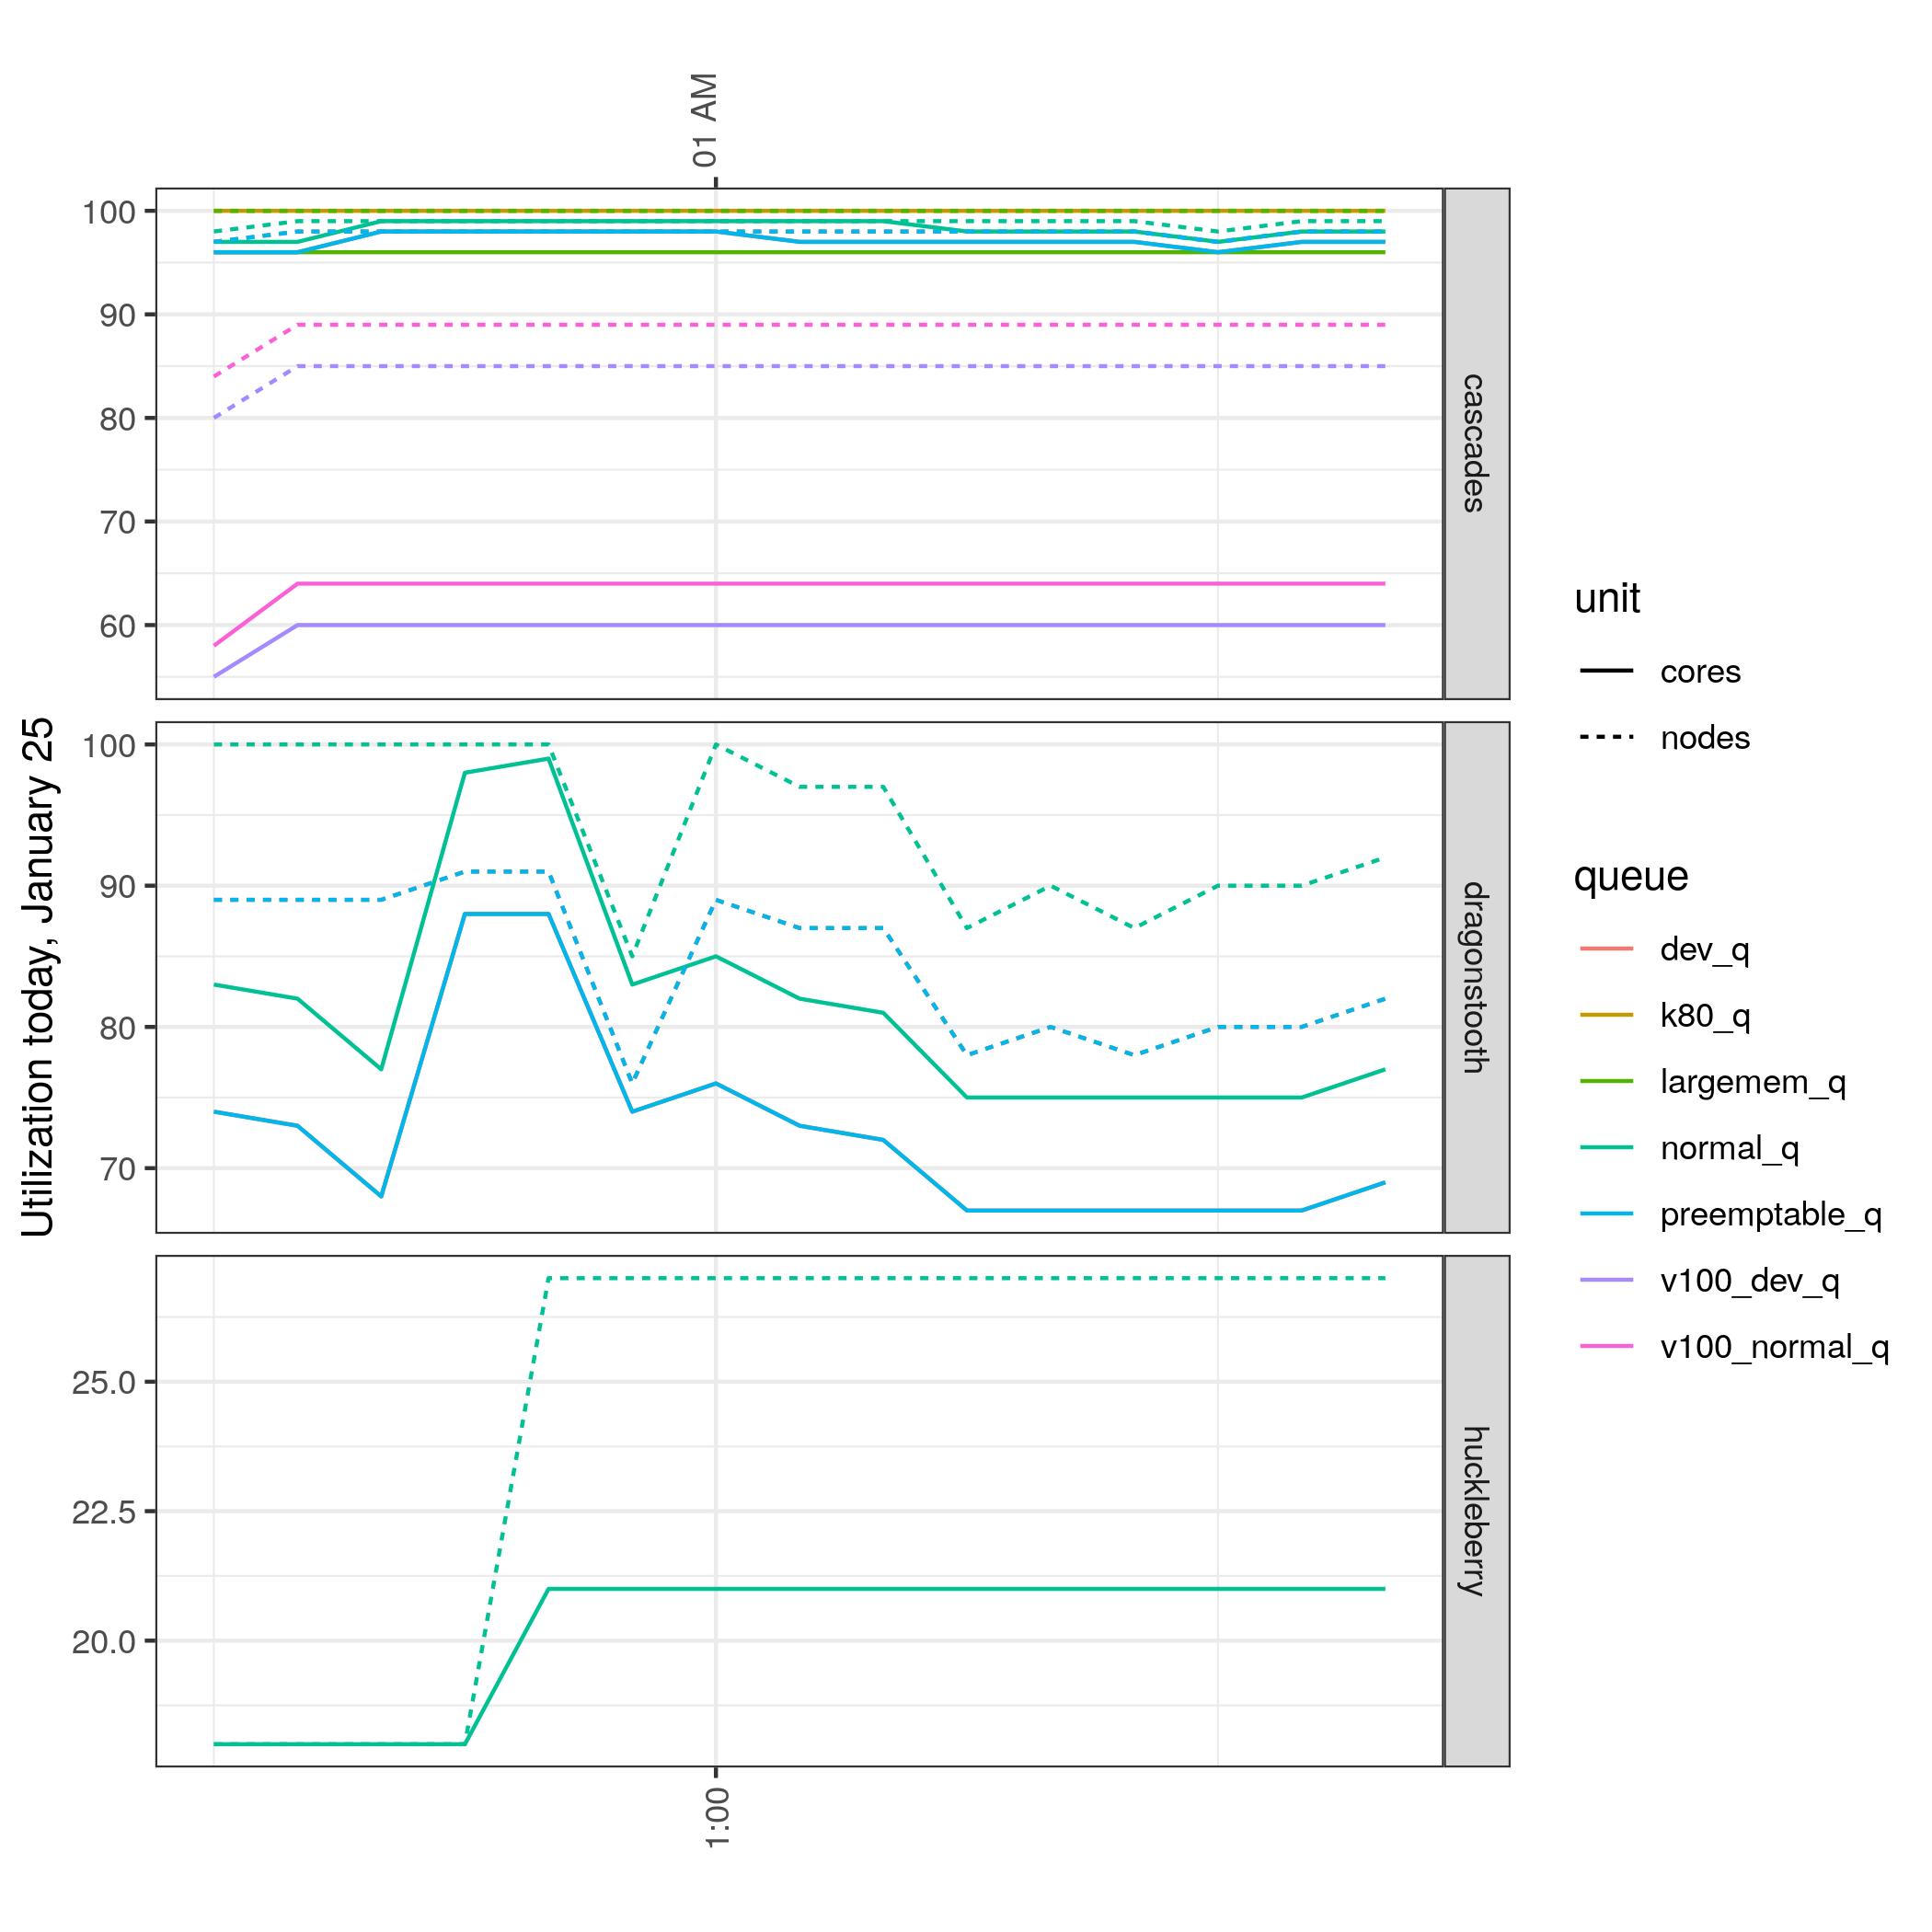 01 AM
Utilization today, January 25
100
90
80
70
60
cascades
100
90
80
70
dragonstooth
25.0
22.5
20.0
huckleberry
1:00
unit
cores
nodes
queue
dev_q
k80_q
largemem_q
normal_q
preemptable_q
v100_dev_q
v100_normal_q